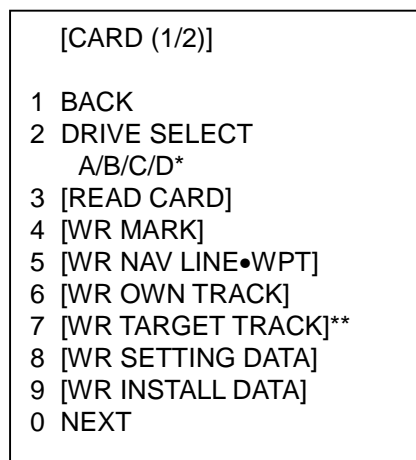 [CARD (1/2)]
1 BACK
2 DRIVE SELECT
A/B/C/D*
3 [READ CARD]
4 [WR MARK]
5 [WR NAV LINE•WPT]
6 [WR OWN TRACK]
7 [WR TARGET TRACK]**
8 [WR SETTING DATA]
9 [WR INSTALL DATA]
0 NEXT